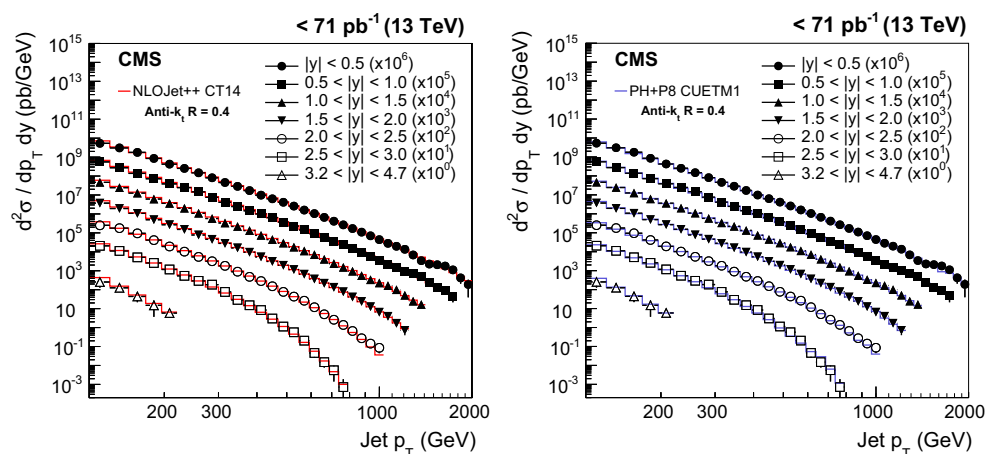 < 71 pb⁻¹ (13 TeV)
d²σ / dp_T dy (pb/GeV)
10¹⁵
10¹³
10¹¹
10⁹
10⁷
10⁵
10³
10
10⁻¹
10⁻³
CMS
NLOJet++ CT14
Anti-k_t R = 0.4
|y| < 0.5 (x10⁶)
0.5 < |y| < 1.0 (x10⁵)
1.0 < |y| < 1.5 (x10⁴)
1.5 < |y| < 2.0 (x10³)
2.0 < |y| < 2.5 (x10²)
2.5 < |y| < 3.0 (x10¹)
3.2 < |y| < 4.7 (x10⁰)
200 300 1000 2000
Jet p_T (GeV)
< 71 pb⁻¹ (13 TeV)
d²σ / dp_T dy (pb/GeV)
10¹⁵
10¹³
10¹¹
10⁹
10⁷
10⁵
10³
10
10⁻¹
10⁻³
CMS
PH+P8 CUETM1
Anti-k_t R = 0.4
|y| < 0.5 (x10⁶)
0.5 < |y| < 1.0 (x10⁵)
1.0 < |y| < 1.5 (x10⁴)
1.5 < |y| < 2.0 (x10³)
2.0 < |y| < 2.5 (x10²)
2.5 < |y| < 3.0 (x10¹)
3.2 < |y| < 4.7 (x10⁰)
200 300 1000 2000
Jet p_T (GeV)